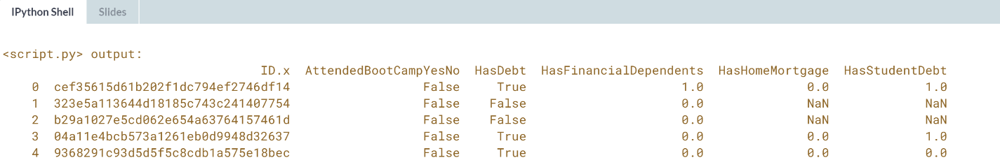 IPython Shell Slides
<script.py> output:
ID.x AttendedBootCampYesNo HasDebt HasFinancialDependents HasHomeMortgage HasStudentDebt
0 cef35615d61b202f1dc794ef2746df14 False True 1.0 0.0 1.0
1 323e5a113644d18185c743c241407754 False False 0.0 NaN NaN
2 b29a1027e5cd062e654a63764157461d False False 0.0 NaN NaN
3 04a11e4bcb573a1261eb0d9948d32637 False True 0.0 0.0 1.0
4 9368291c93d5d5f5c8cdb1a575e18bec False True 0.0 0.0 0.0